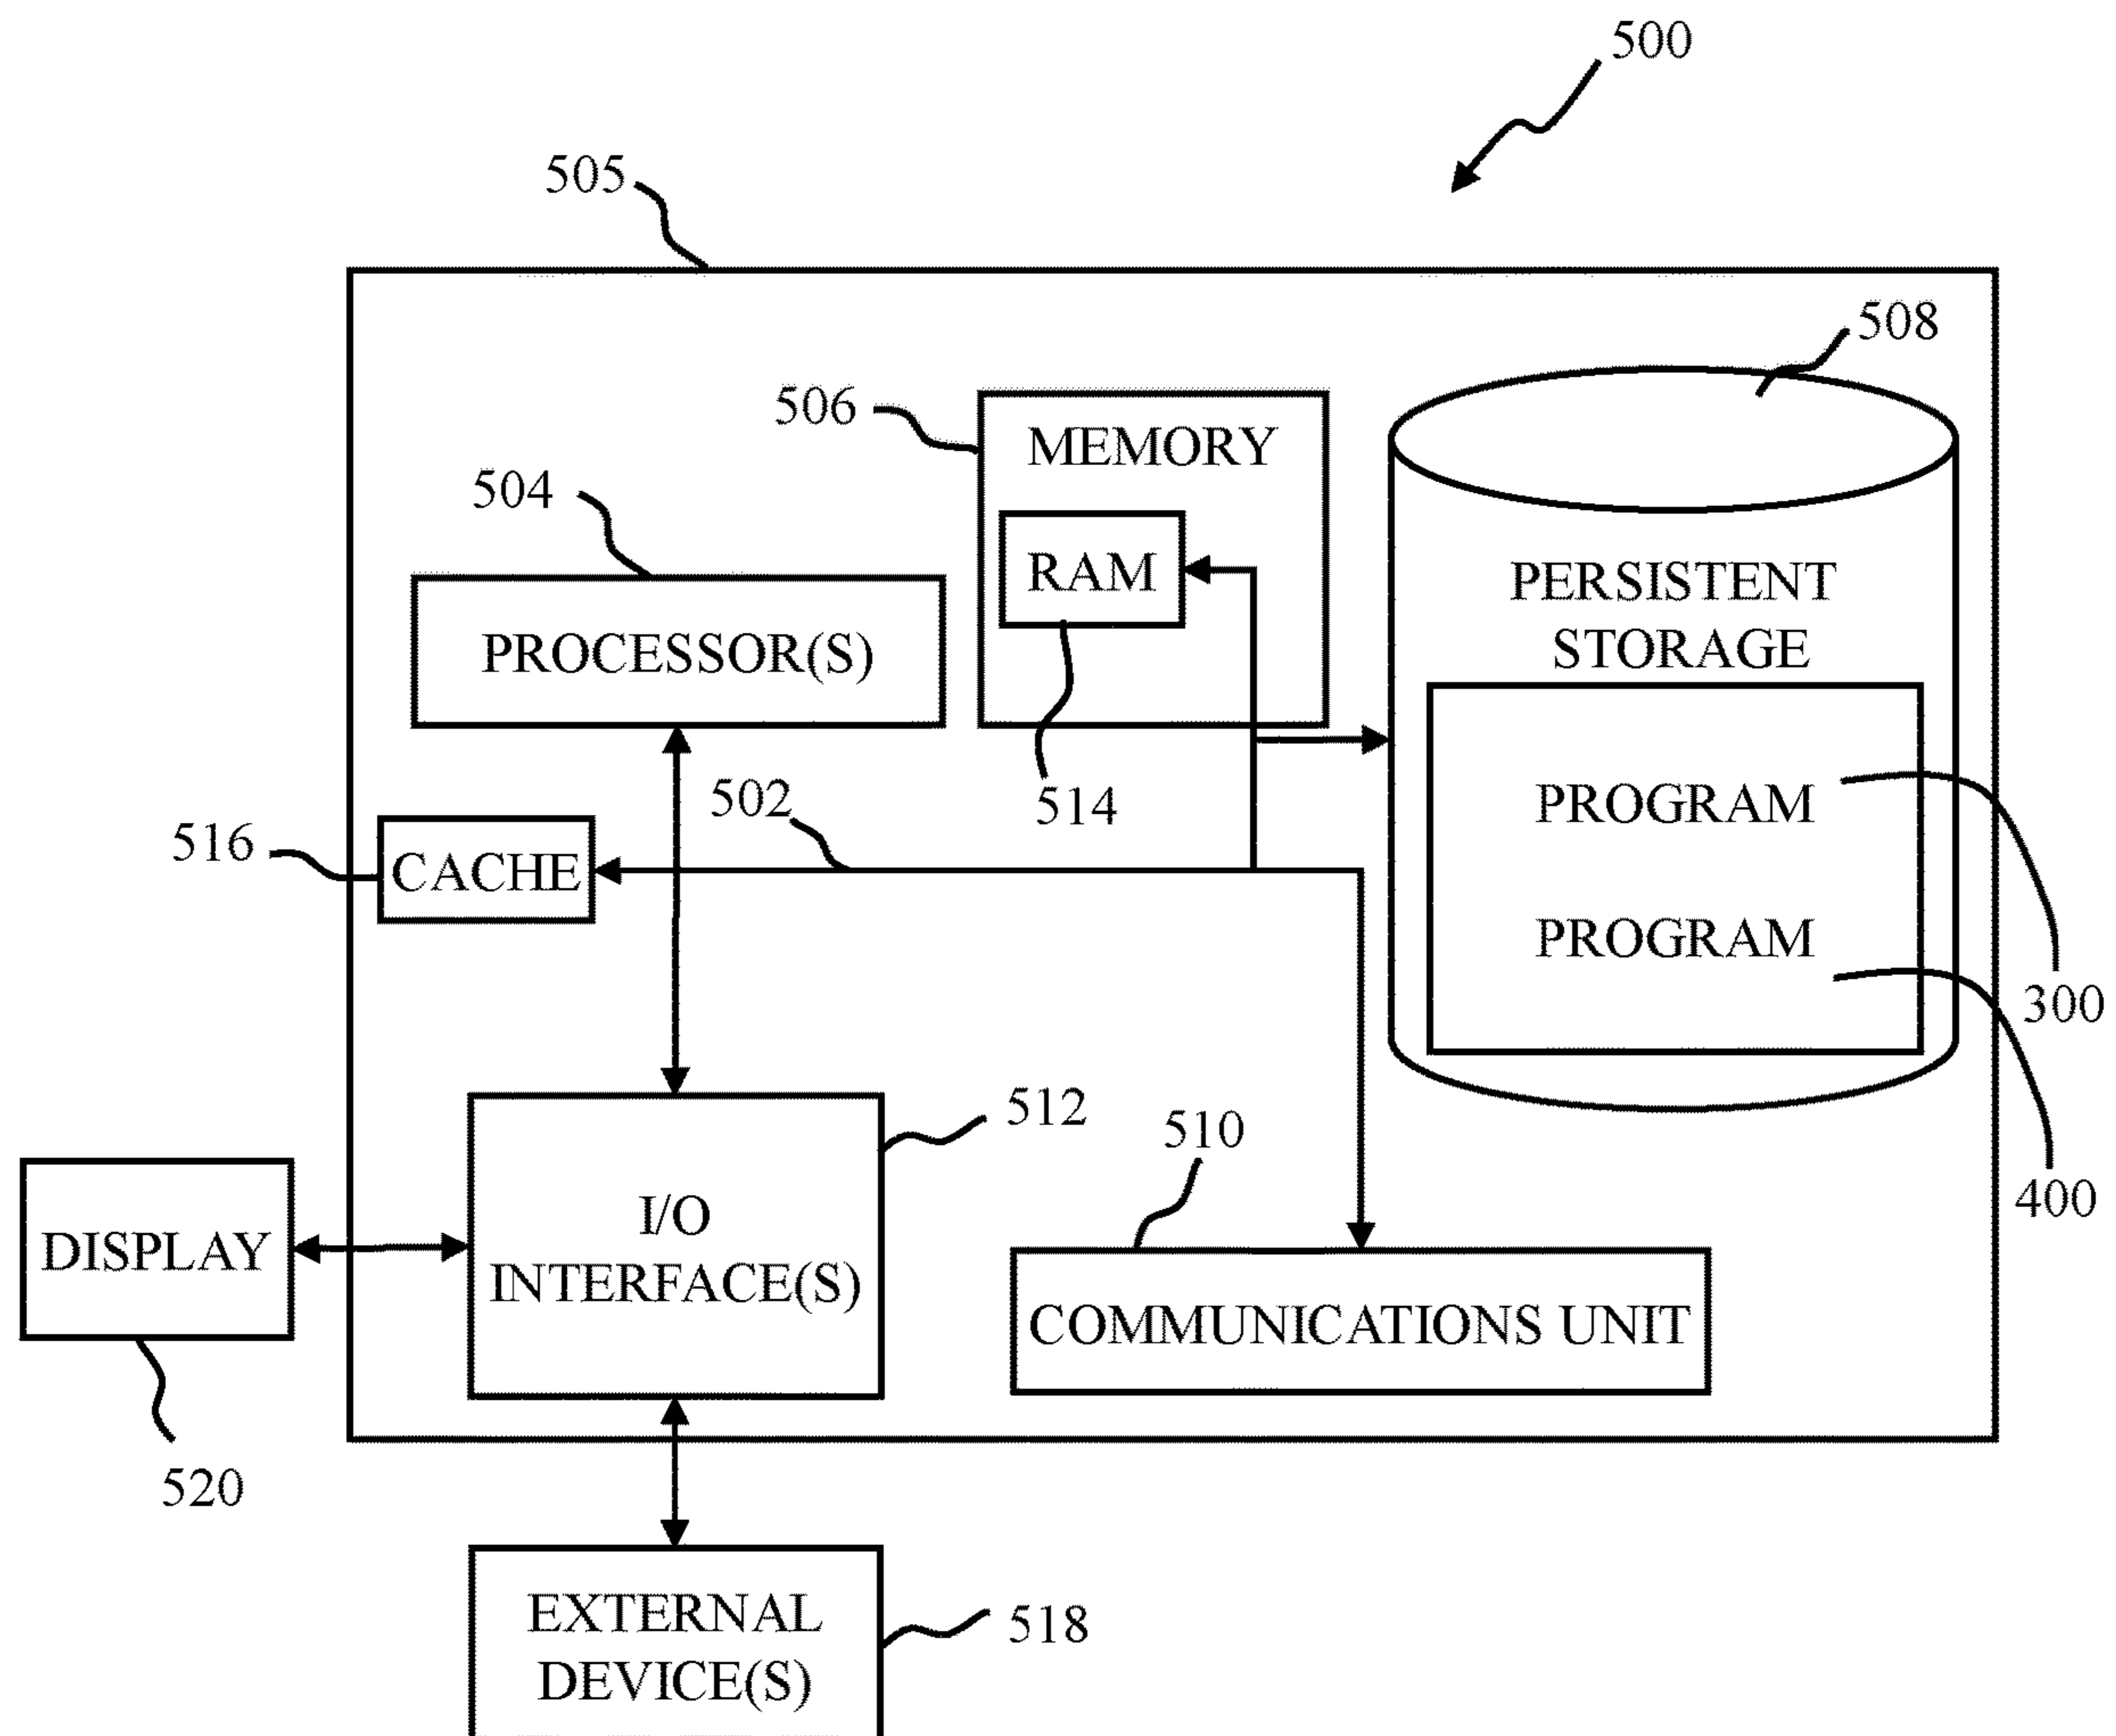 500
505
508
506
MEMORY
504
RAM
PERSISTENT
STORAGE
PROCESSOR(S)
502
514
PROGRAM
516
CACHE
PROGRAM
300
512
510
400
I/O
INTERFACE(S)
DISPLAY
COMMUNICATIONS UNIT
520
EXTERNAL
DEVICE(S)
518